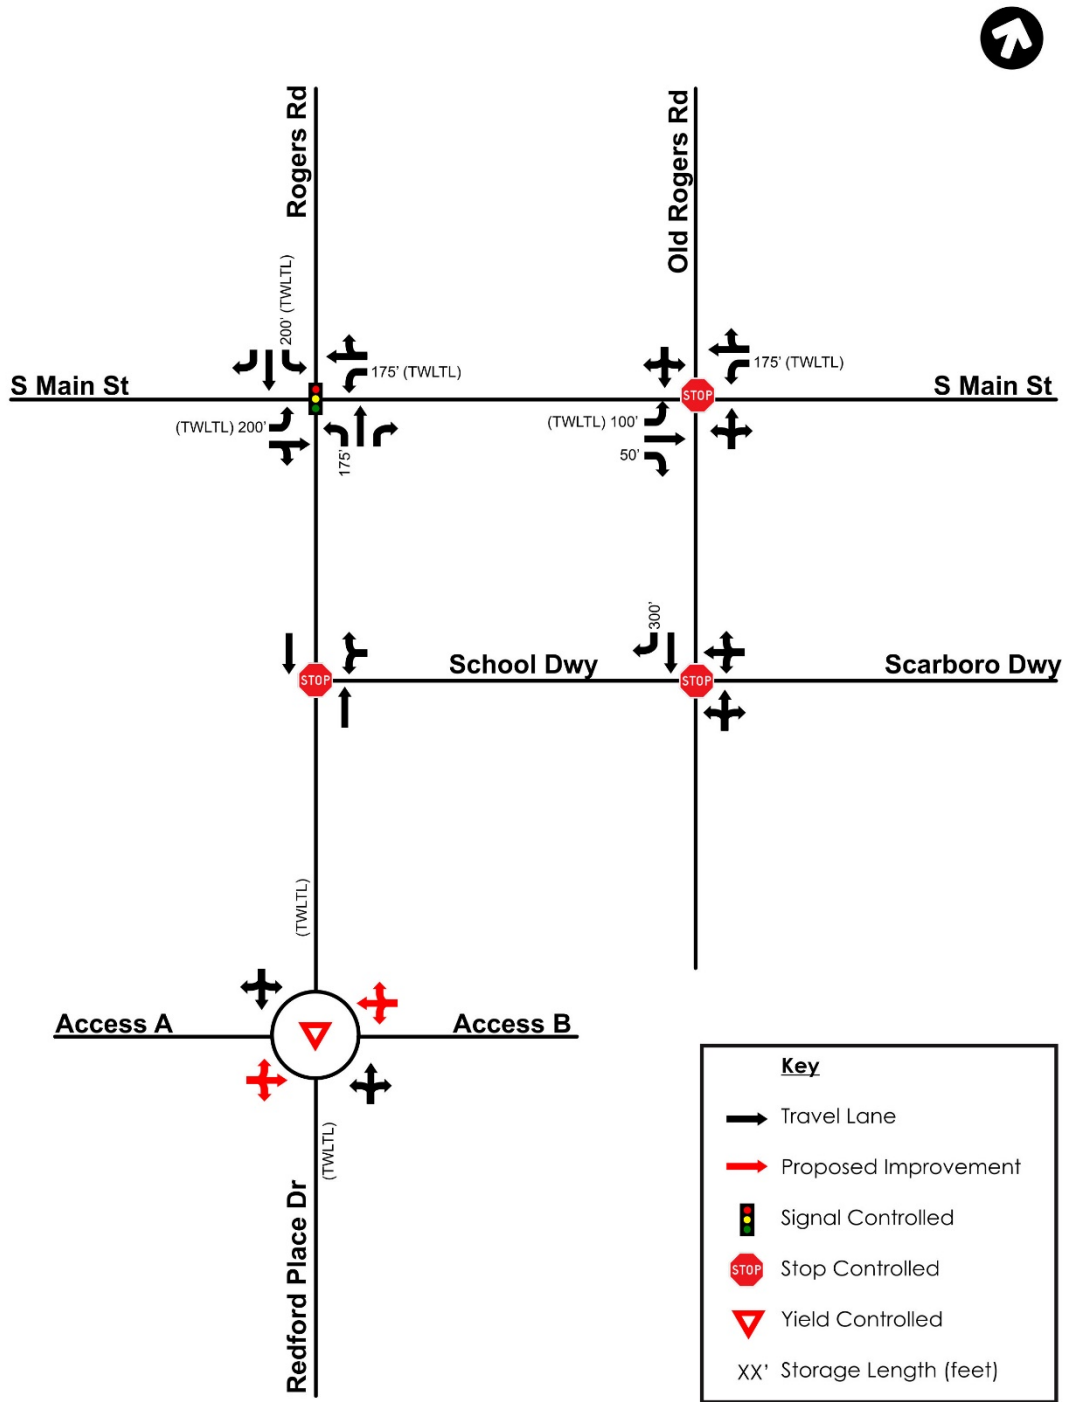 Rogers Rd
Old Rogers Rd
200' (TWLTL)
175' (TWLTL)
175' (TWLTL)
S Main St
S Main St
STOP
(TWLTL) 200'
175'
(TWLTL) 100'
50'
300'
School Dwy
Scarboro Dwy
STOP
STOP
(TWLTL)
Access A
Access B
(TWLTL)
Redford Place Dr
Key
Travel Lane
Proposed Improvement
Signal Controlled
STOP Stop Controlled
Yield Controlled
XX' Storage Length (feet)